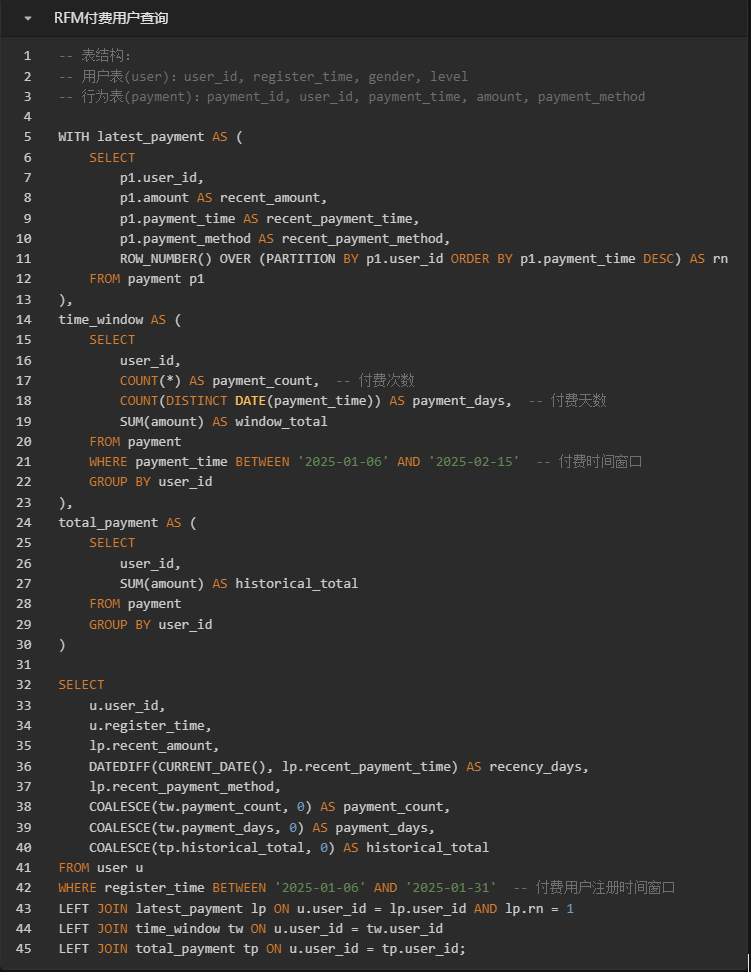 RFM付费用户查询
1 -- 表结构:
2 -- 用户表(user): user_id, register_time, gender, level
3 -- 行为表(payment): payment_id, user_id, payment_time, amount, payment_method
4
5 WITH latest_payment AS (
6     SELECT
7         p1.user_id,
8         p1.amount AS recent_amount,
9         p1.payment_time AS recent_payment_time,
10         p1.payment_method AS recent_payment_method,
11         ROW_NUMBER() OVER (PARTITION BY p1.user_id ORDER BY p1.payment_time DESC) AS rn
12     FROM payment p1
13 ),
14 time_window AS (
15     SELECT
16         user_id,
17         COUNT(*) AS payment_count,  -- 付费次数
18         COUNT(DISTINCT DATE(payment_time)) AS payment_days,  -- 付费天数
19         SUM(amount) AS window_total
20     FROM payment
21     WHERE payment_time BETWEEN '2025-01-06' AND '2025-02-15'  -- 付费时间窗口
22     GROUP BY user_id
23 ),
24 total_payment AS (
25     SELECT
26         user_id,
27         SUM(amount) AS historical_total
28     FROM payment
29     GROUP BY user_id
30 )
31
32 SELECT
33     u.user_id,
34     u.register_time,
35     lp.recent_amount,
36     DATEDIFF(CURRENT_DATE(), lp.recent_payment_time) AS recency_days,
37     lp.recent_payment_method,
38     COALESCE(tw.payment_count, 0) AS payment_count,
39     COALESCE(tw.payment_days, 0) AS payment_days,
40     COALESCE(tp.historical_total, 0) AS historical_total
41 FROM user u
42 WHERE register_time BETWEEN '2025-01-06' AND '2025-01-31'  -- 付费用户注册时间窗口
43 LEFT JOIN latest_payment lp ON u.user_id = lp.user_id AND lp.rn = 1
44 LEFT JOIN time_window tw ON u.user_id = tw.user_id
45 LEFT JOIN total_payment tp ON u.user_id = tp.user_id;